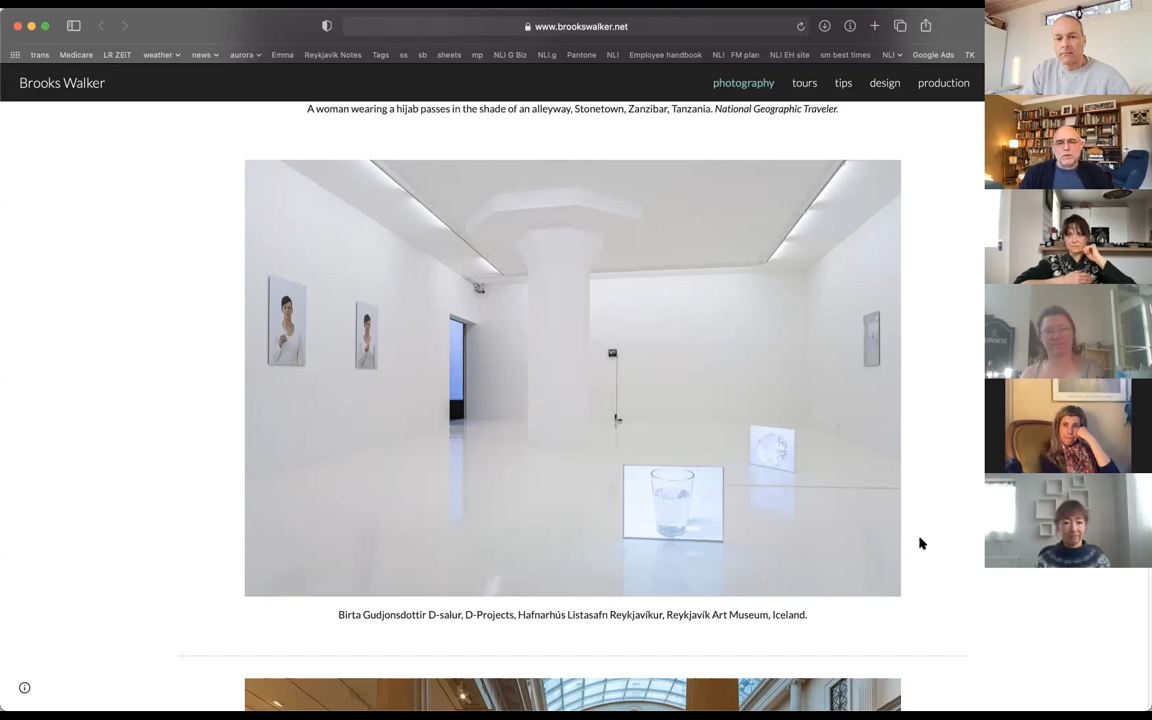 www.brookswalker.net
trans Medicare LR ZEIT weather news aurora Emma Reykjavik Notes Tags ss sb sheets mp NLI G Biz NLI.g Pantone NLI Employee handbook NLI FM plan NLI EH site sm best times NLI Google Ads TK
Brooks Walker
photography tours tips design production
A woman wearing a hijab passes in the shade of an alleyway, Stonetown, Zanzibar, Tanzania. National Geographic Traveler.
Birta Gudjonsdottir D-salur, D-Projects, Hafnarhús Listasafn Reykjavíkur, Reykjavík Art Museum, Iceland.
GUINNESS